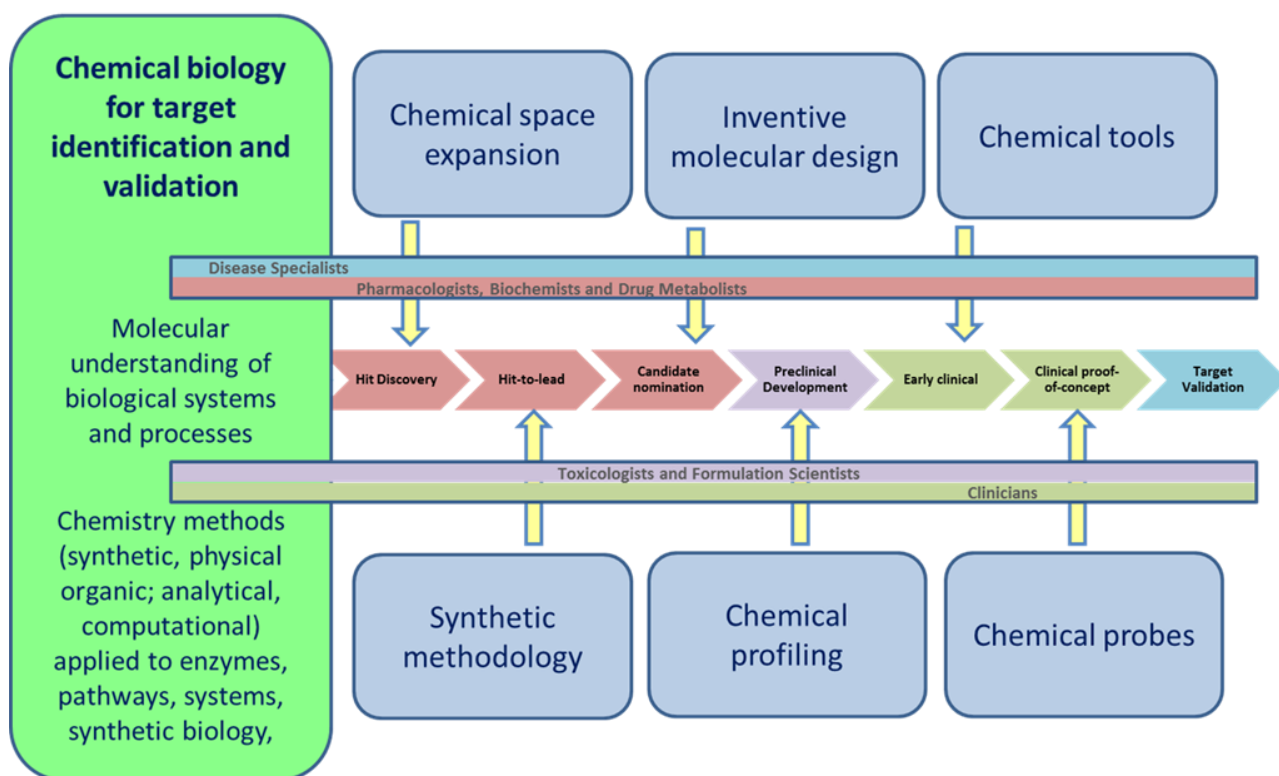 Chemical biology
for target
identification and
validation
Molecular
understanding of
biological systems
and processes
Chemistry methods
(synthetic, physical
organic; analytical,
computational)
applied to enzymes,
pathways, systems,
synthetic biology,
Chemical space
expansion
Inventive
molecular design
Chemical tools
Disease Specialists
Pharmacologists, Biochemists and Drug Metabolists
Hit Discovery
Hit-to-lead
Candidate
nomination
Preclinical
Development
Early clinical
Clinical proof-
of-concept
Target
Validation
Toxicologists and Formulation Scientists
Clinicians
Synthetic
methodology
Chemical
profiling
Chemical probes